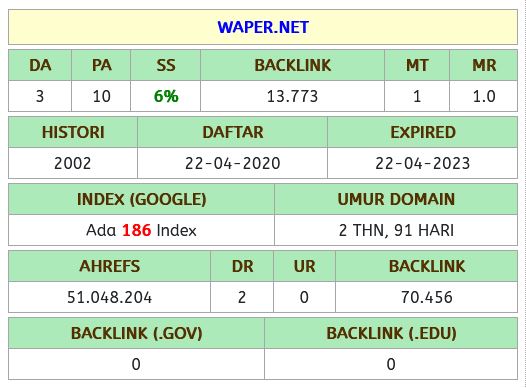 WAPER.NET
DA PA SS BACKLINK MT MR
3 10 6% 13.773 1 1.0
HISTORI DAFTAR EXPIRED
2002 22-04-2020 22-04-2023
INDEX (GOOGLE) UMUR DOMAIN
Ada 186 Index 2 THN, 91 HARI
AHREFS DR UR BACKLINK
51.048.204 2 0 70.456
BACKLINK (.GOV) BACKLINK (.EDU)
0 0